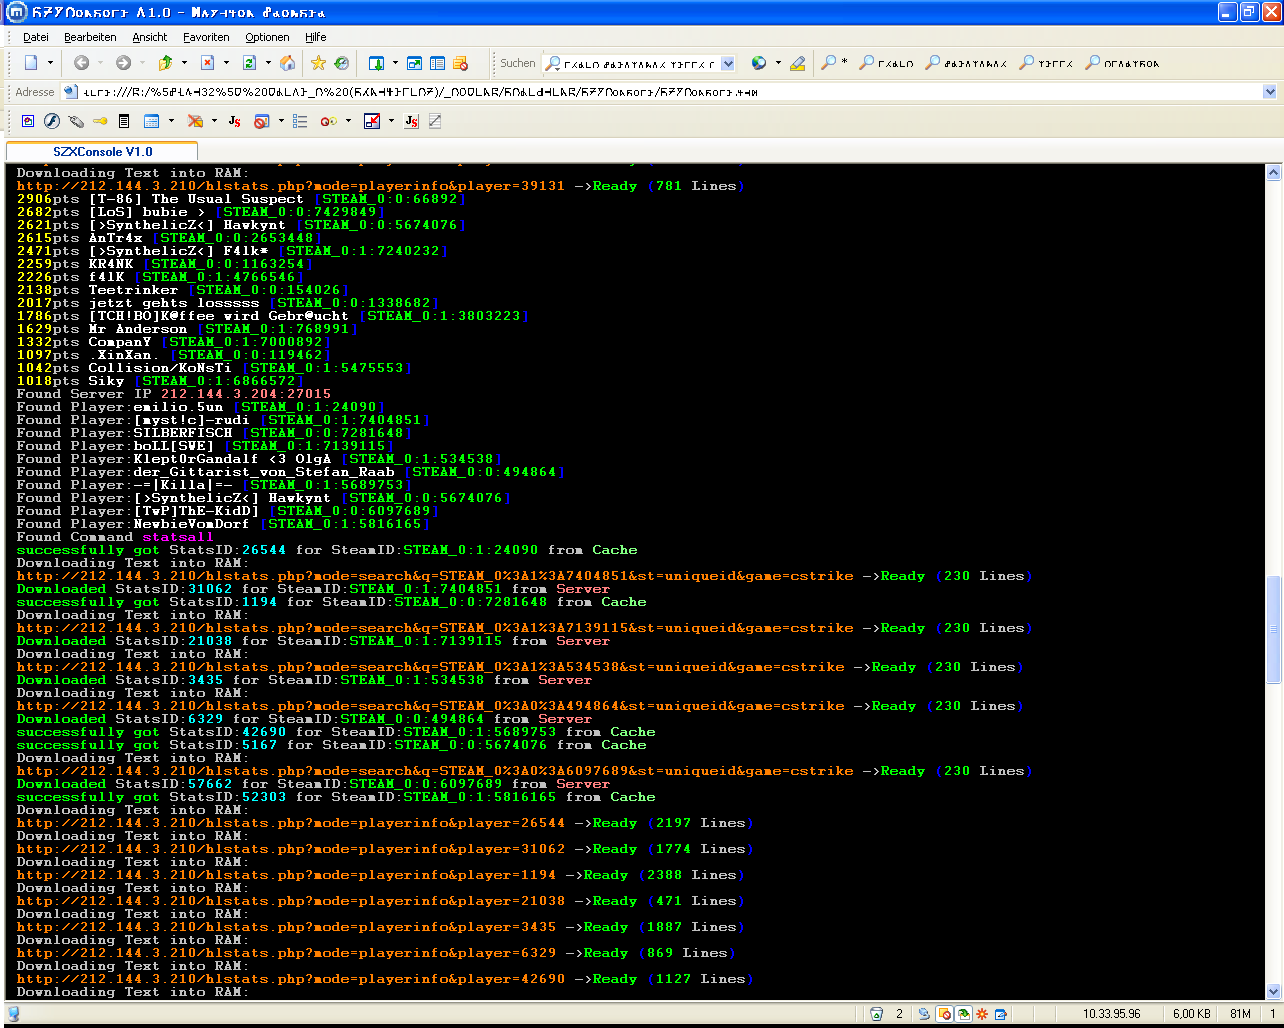 Datei Bearbeiten Ansicht Favoriten Optionen Hilfe
Suchen
Adresse
SZXConsole V1.0
Downloading Text into RAM:
http://212.144.3.210/hlstats.php?mode=playerinfo&player=39131 ->Ready (781 Lines)
2906pts [T-86] The Usual Suspect [STEAM_0:0:66892]
2682pts [LoS] bubie > [STEAM_0:0:7429849]
2621pts [>SynthelicZ<] Hawkynt [STEAM_0:0:5674076]
2615pts AnTr4x [STEAM_0:0:2653448]
2471pts [>SynthelicZ<] F4lk* [STEAM_0:1:7240232]
2259pts KR4NK [STEAM_0:0:1163254]
2226pts f4lK [STEAM_0:1:4766546]
2138pts Teetrinker [STEAM_0:0:154026]
2017pts jetzt gehts losssss [STEAM_0:0:1338682]
1786pts [TCH!BO]K@ffee wird Gebr@ucht [STEAM_0:1:3803223]
1629pts Mr Anderson [STEAM_0:1:768991]
1332pts CompanY [STEAM_0:1:7000892]
1097pts .XinXan. [STEAM_0:0:119462]
1042pts Collision/KoNsTi [STEAM_0:1:5475553]
1018pts Siky [STEAM_0:1:6866572]
Found Server IP 212.144.3.204:27015
Found Player:emilio.5un [STEAM_0:1:24090]
Found Player:[myst!c]-rudi [STEAM_0:1:7404851]
Found Player:SILBERFISCH [STEAM_0:0:7281648]
Found Player:boLL[SWE] [STEAM_0:1:7139115]
Found Player:Klept0rGandalf <3 OlgA [STEAM_0:1:534538]
Found Player:der_Gittarist_von_Stefan_Raab [STEAM_0:0:494864]
Found Player:-=|Killa|=- [STEAM_0:1:5689753]
Found Player:[>SynthelicZ<] Hawkynt [STEAM_0:0:5674076]
Found Player:[TwP]ThE-KidD] [STEAM_0:0:6097689]
Found Player:NewbieVomDorf [STEAM_0:1:5816165]
Found Command statsall
successfully got StatsID:26544 for SteamID:STEAM_0:1:24090 from Cache
Downloading Text into RAM:
http://212.144.3.210/hlstats.php?mode=search&q=STEAM_0%3A1%3A7404851&st=uniqueid&game=cstrike ->Ready (230 Lines)
Downloaded StatsID:31062 for SteamID:STEAM_0:1:7404851 from Server
successfully got StatsID:1194 for SteamID:STEAM_0:0:7281648 from Cache
Downloading Text into RAM:
http://212.144.3.210/hlstats.php?mode=search&q=STEAM_0%3A1%3A7139115&st=uniqueid&game=cstrike ->Ready (230 Lines)
Downloaded StatsID:21038 for SteamID:STEAM_0:1:7139115 from Server
Downloading Text into RAM:
http://212.144.3.210/hlstats.php?mode=search&q=STEAM_0%3A1%3A534538&st=uniqueid&game=cstrike ->Ready (230 Lines)
Downloaded StatsID:3435 for SteamID:STEAM_0:1:534538 from Server
Downloading Text into RAM:
http://212.144.3.210/hlstats.php?mode=search&q=STEAM_0%3A0%3A494864&st=uniqueid&game=cstrike ->Ready (230 Lines)
Downloaded StatsID:6329 for SteamID:STEAM_0:0:494864 from Server
successfully got StatsID:42690 for SteamID:STEAM_0:1:5689753 from Cache
successfully got StatsID:5167 for SteamID:STEAM_0:0:5674076 from Cache
Downloading Text into RAM:
http://212.144.3.210/hlstats.php?mode=search&q=STEAM_0%3A0%3A6097689&st=uniqueid&game=cstrike ->Ready (230 Lines)
Downloaded StatsID:57662 for SteamID:STEAM_0:0:6097689 from Server
successfully got StatsID:52303 for SteamID:STEAM_0:1:5816165 from Cache
Downloading Text into RAM:
http://212.144.3.210/hlstats.php?mode=playerinfo&player=26544 ->Ready (2197 Lines)
Downloading Text into RAM:
http://212.144.3.210/hlstats.php?mode=playerinfo&player=31062 ->Ready (1774 Lines)
Downloading Text into RAM:
http://212.144.3.210/hlstats.php?mode=playerinfo&player=1194 ->Ready (2388 Lines)
Downloading Text into RAM:
http://212.144.3.210/hlstats.php?mode=playerinfo&player=21038 ->Ready (471 Lines)
Downloading Text into RAM:
http://212.144.3.210/hlstats.php?mode=playerinfo&player=3435 ->Ready (1887 Lines)
Downloading Text into RAM:
http://212.144.3.210/hlstats.php?mode=playerinfo&player=6329 ->Ready (869 Lines)
Downloading Text into RAM:
http://212.144.3.210/hlstats.php?mode=playerinfo&player=42690 ->Ready (1127 Lines)
Downloading Text into RAM:
2 10.33.95.96 6,00 KB 81M 1